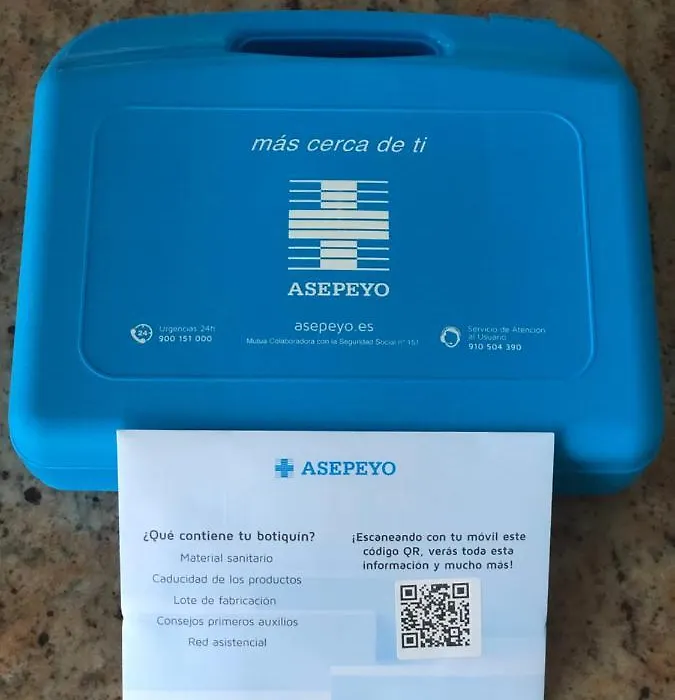 más cerca de ti
ASEPEYO
Urgencias 24h
900 151 000
24
asepeyo.es
Mutua Colaboradora con la Seguridad Social nº 151
Servicio de Atención
al Usuario
910 504 390
ASEPEYO
¿Qué contiene tu botiquín?
Material sanitario
Caducidad de los productos
Lote de fabricación
Consejos primeros auxilios
Red asistencial
¡Escaneando con tu móvil este
código QR, verás toda esta
información y mucho más!